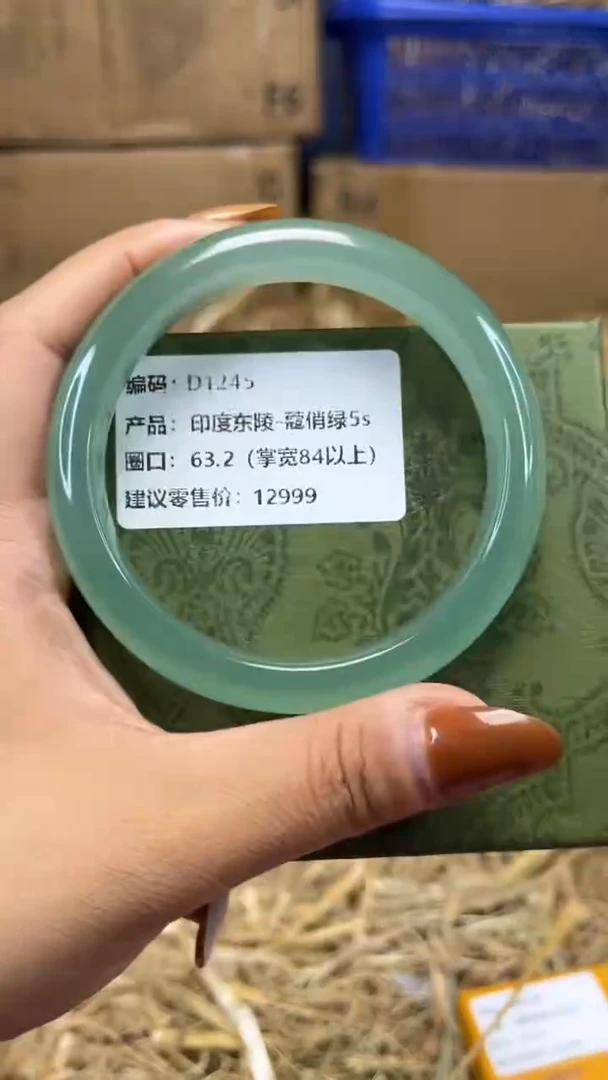 编码：D1245
产品：印度东陵-蔻俏绿5s
圈口：63.2（掌宽84以上）
建议零售价：12999